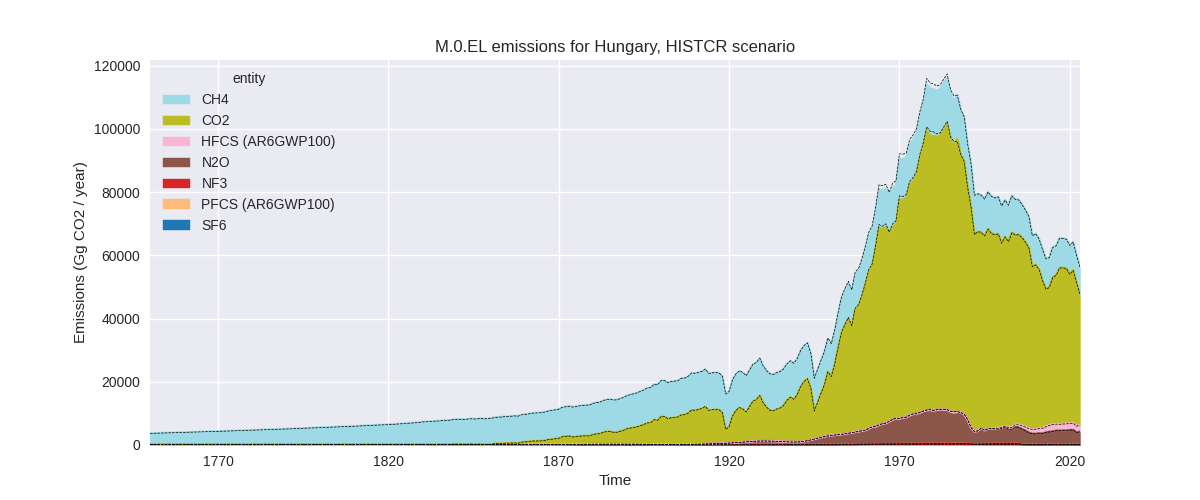 M.0.EL emissions for Hungary, HISTCR scenario
120000
100000
80000
60000
40000
20000
0
Emissions (Gg CO2 / year)
entity
CH4
CO2
HFCS (AR6GWP100)
N2O
NF3
PFCS (AR6GWP100)
SF6
1770
1820
1870
1920
1970
2020
Time